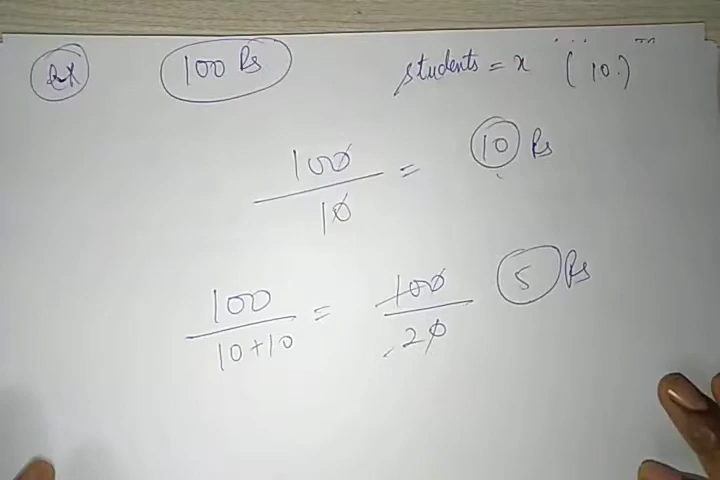 Ex 100 Rs students = x (10)
100/10 = 10 Rs
100/10+10 = 100/20 5 Rs